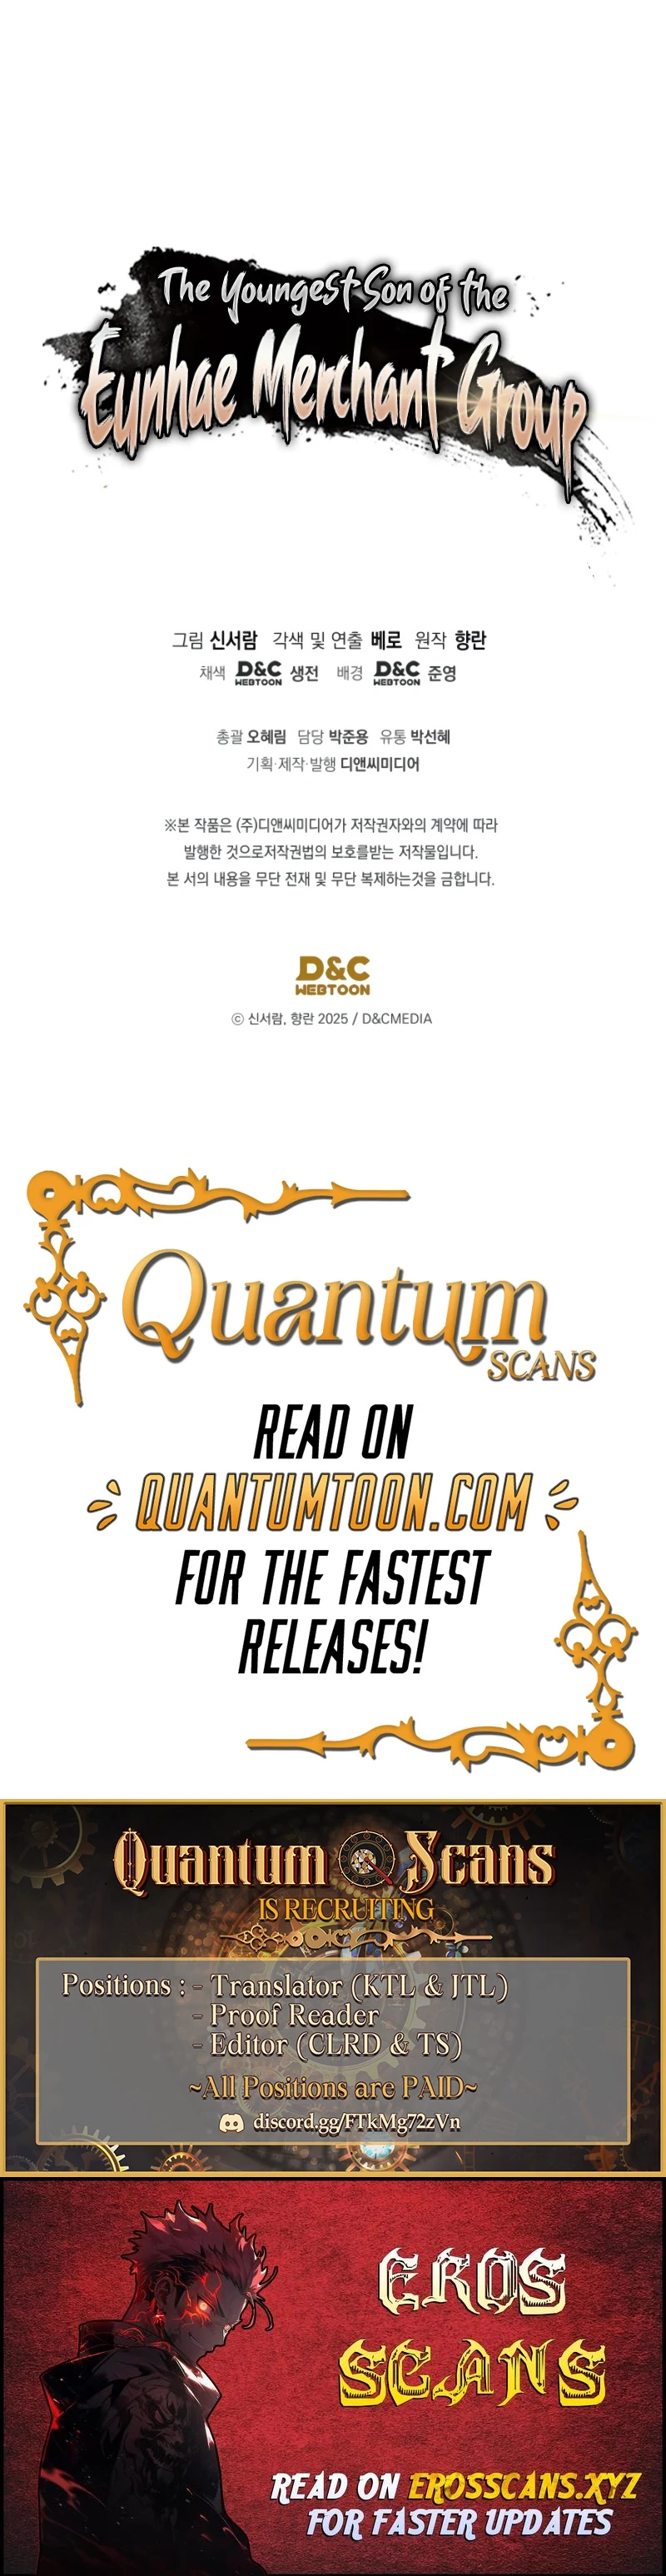 The Youngest Son of the
Eunhae Merchant Group
그림 신서람 각색 및 연출 베로 원작 향란
채색 D&C WEBTOON 생전 배경 D&C WEBTOON 준영
총괄 오혜림 담당 박준용 유통 박선혜
기획·제작·발행 디앤씨미디어
※본 작품은 (주)디앤씨미디어가 저작권자와의 계약에 따라
발행한 것으로저작권법의 보호를받는 저작물입니다.
본 서의 내용을 무단 전재 및 무단 복제하는것을 금합니다.
D&C
WEBTOON
ⓒ 신서람, 향란 2025 / D&CMEDIA
Quantum
SCANS
READ ON
QUANTUMTOON.COM
FOR THE FASTEST
RELEASES!
Quantum Scans
IS RECRUITING
Positions : - Translator (KTL & JTL)
- Proof Reader
- Editor (CLRD & TS)
~All Positions are PAID~
discord.gg/FTkMg72zVn
EROS
SCANS
READ ON EROSSCANS.XYZ
FOR FASTER UPDATES